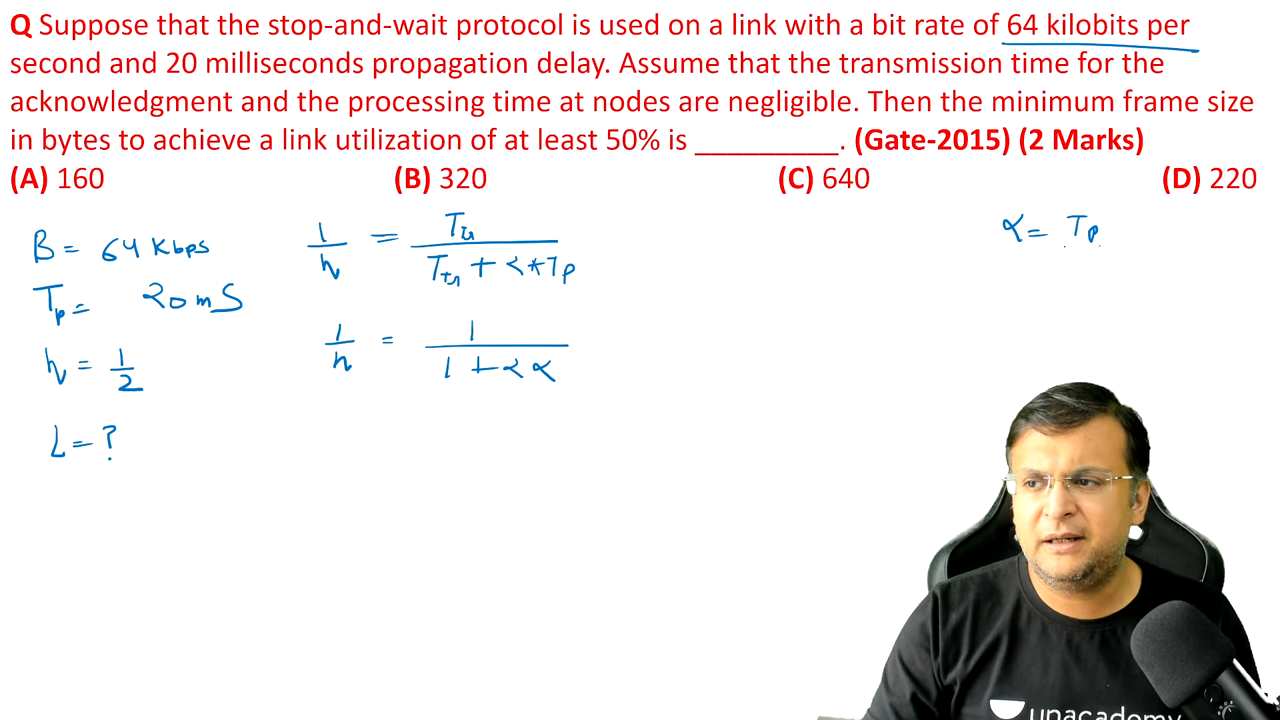 Q Suppose that the stop-and-wait protocol is used on a link with a bit rate of 64 kilobits per
second and 20 milliseconds propagation delay. Assume that the transmission time for the
acknowledgment and the processing time at nodes are negligible. Then the minimum frame size
in bytes to achieve a link utilization of at least 50% is __________. (Gate-2015) (2 Marks)
(A) 160 (B) 320 (C) 640 (D) 220
B = 64 Kbps
Tp = 20 mS
η = 1/2
L = ?
1/η = Ttr / Ttr + 2*Tp
1/η = 1 / 1 + 2α
α = Tp
unacademy